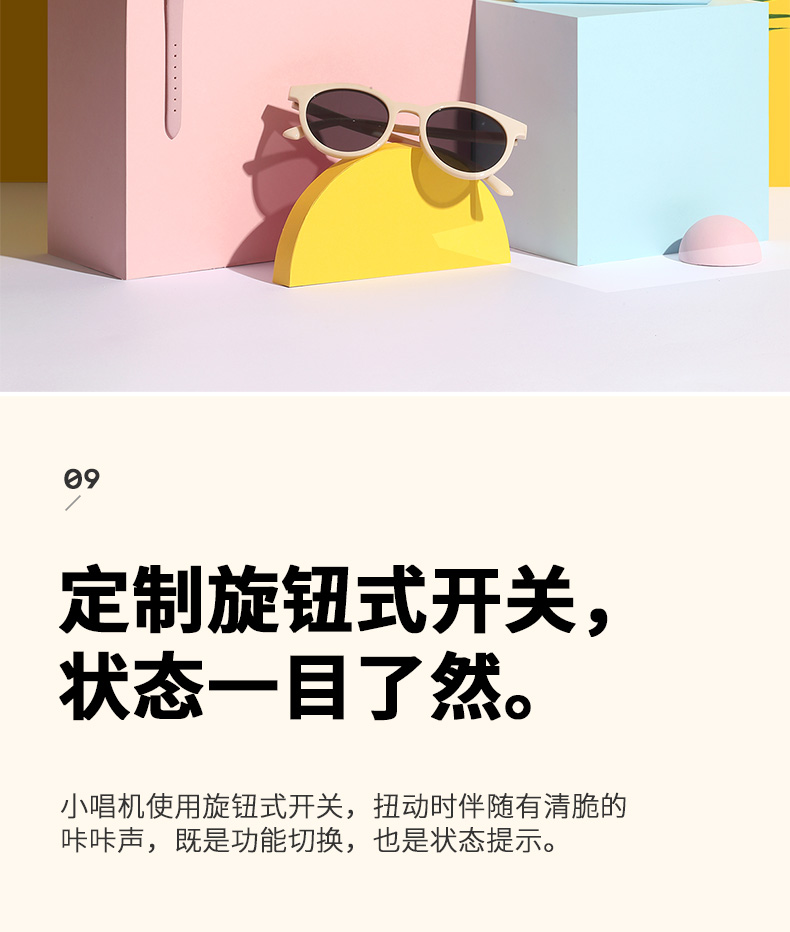 09
定制旋钮式开关，
状态一目了然。
小唱机使用旋钮式开关，扭动时伴随有清脆的
咔咔声，既是功能切换，也是状态提示。